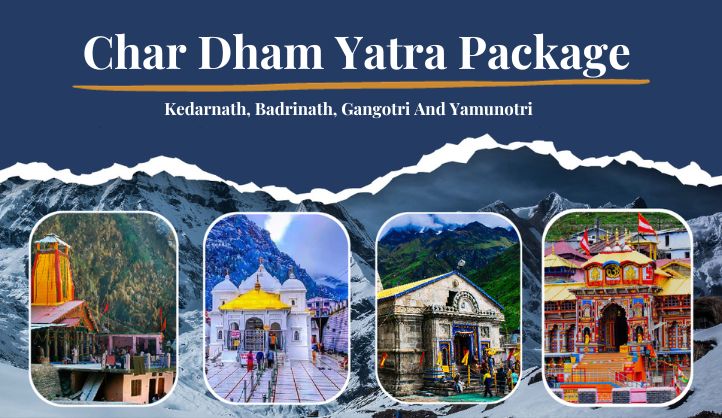 Char Dham Yatra Package
Kedarnath, Badrinath, Gangotri And Yamunotri